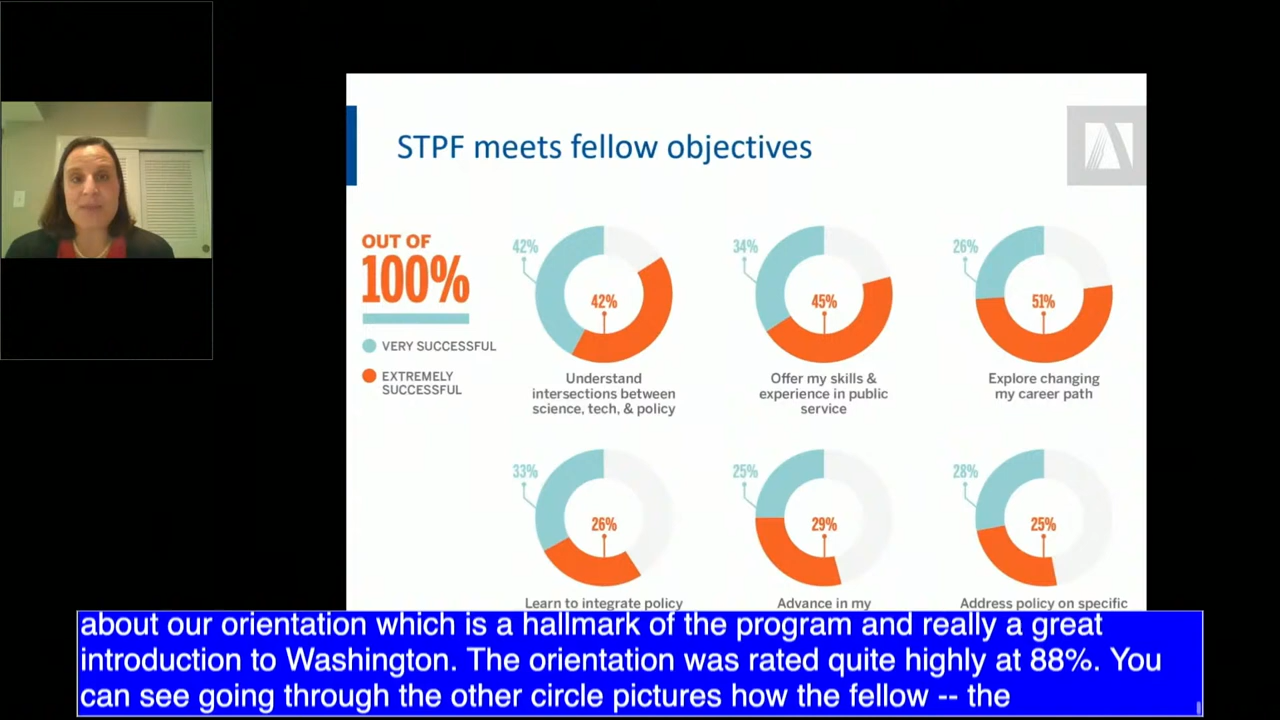 STPF meets fellow objectives
OUT OF
100%
VERY SUCCESSFUL
EXTREMELY
SUCCESSFUL
42%
42%
Understand
intersections between
science, tech, & policy
34%
45%
Offer my skills &
experience in public
service
26%
51%
Explore changing
my career path
33%
26%
Learn to integrate policy
25%
29%
Advance in my
28%
25%
Address policy on specific
about our orientation which is a hallmark of the program and really a great
introduction to Washington. The orientation was rated quite highly at 88%. You
can see going through the other circle pictures how the fellow -- the